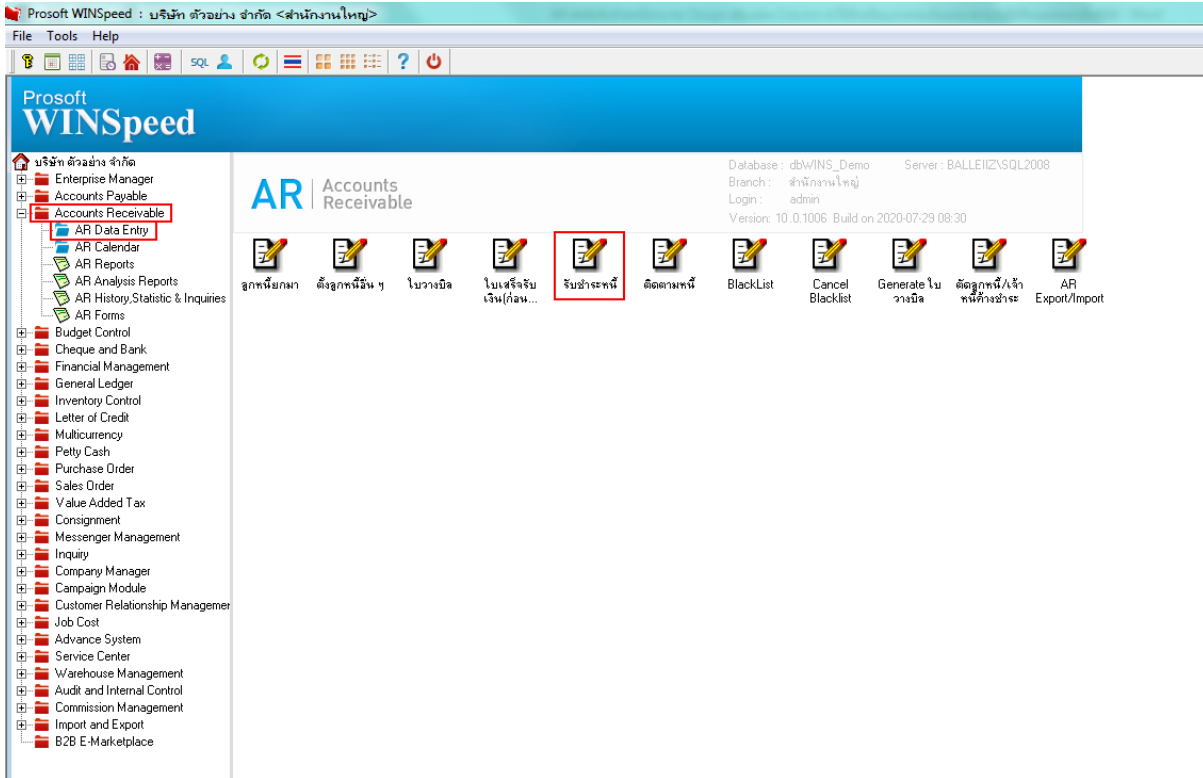 Prosoft WINSpeed : บริษัท ตัวอย่าง จำกัด <สำนักงานใหญ่>
File Tools Help
SQL
Prosoft
WINSpeed
บริษัท ตัวอย่าง จำกัด
Enterprise Manager
Accounts Payable
Accounts Receivable
AR Data Entry
AR Calendar
AR Reports
AR Analysis Reports
AR History,Statistic & Inquiries
AR Forms
Budget Control
Cheque and Bank
Financial Management
General Ledger
Inventory Control
Letter of Credit
Multicurrency
Petty Cash
Purchase Order
Sales Order
Value Added Tax
Consignment
Messenger Management
Inquiry
Company Manager
Campaign Module
Customer Relationship Managemer
Job Cost
Advance System
Service Center
Warehouse Management
Audit and Internal Control
Commission Management
Import and Export
B2B E-Marketplace
AR Accounts
Receivable
Database : dbWINS_Demo Server : BALLEIIZ\SQL2008
Branch : สำนักงานใหญ่
Login : admin
Version: 10.0.1006 Build on 2020-07-29 08:30
ลูกหนี้ยกมา
ตั้งลูกหนี้อื่น ๆ
ใบวางบิล
ใบเสร็จรับ
เงิน(ก่อน...
รับชำระหนี้
ติดตามหนี้
BlackList
Cancel
Blacklist
Generate ใบ
วางบิล
ตัดลูกหนี้/เจ้า
หนี้ค้างชำระ
AR
Export/Import